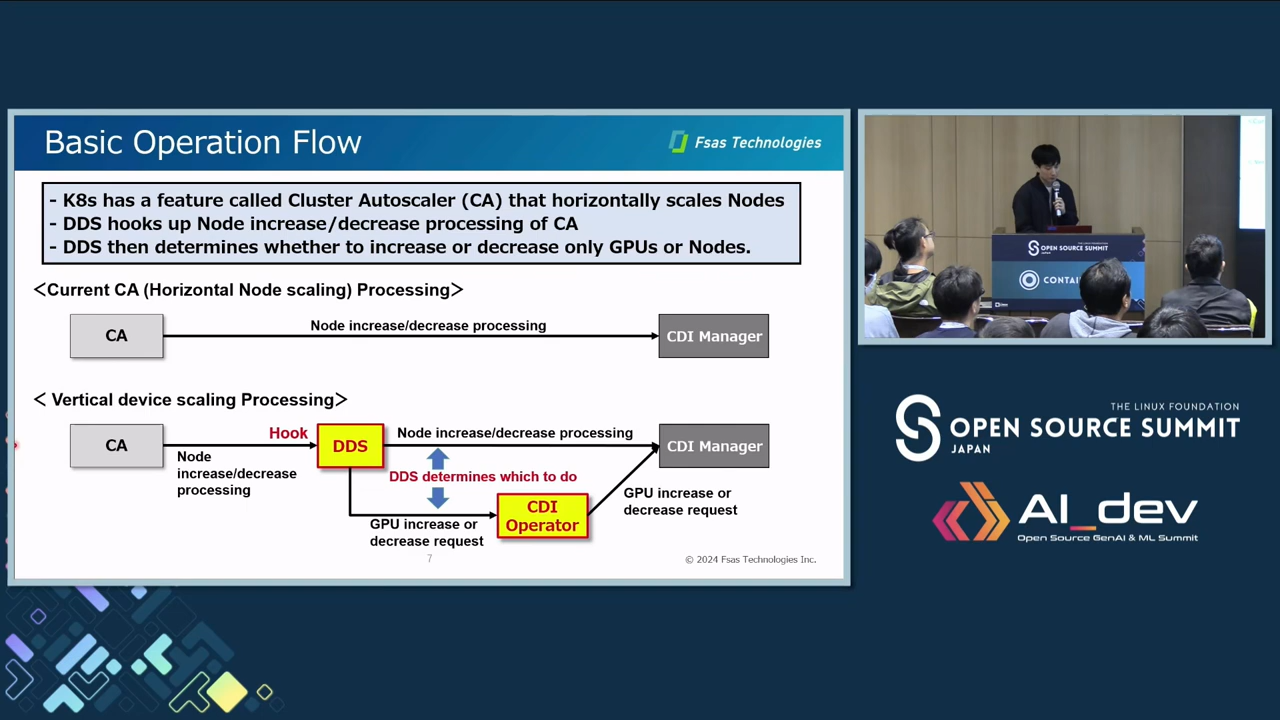 Basic Operation Flow
Fsas Technologies
- K8s has a feature called Cluster Autoscaler (CA) that horizontally scales Nodes
- DDS hooks up Node increase/decrease processing of CA
- DDS then determines whether to increase or decrease only GPUs or Nodes.
<Current CA (Horizontal Node scaling) Processing>
CA
Node increase/decrease processing
CDI Manager
< Vertical device scaling Processing>
CA
Hook
Node
increase/decrease
processing
DDS
Node increase/decrease processing
CDI Manager
DDS determines which to do
GPU increase or
decrease request
CDI
Operator
GPU increase or
decrease request
7
© 2024 Fsas Technologies Inc.
OPEN SOURCE SUMMIT
JAPAN
THE LINUX FOUNDATION
OPEN SOURCE SUMMIT
JAPAN
AI_dev
Open Source GenAI & ML Summit